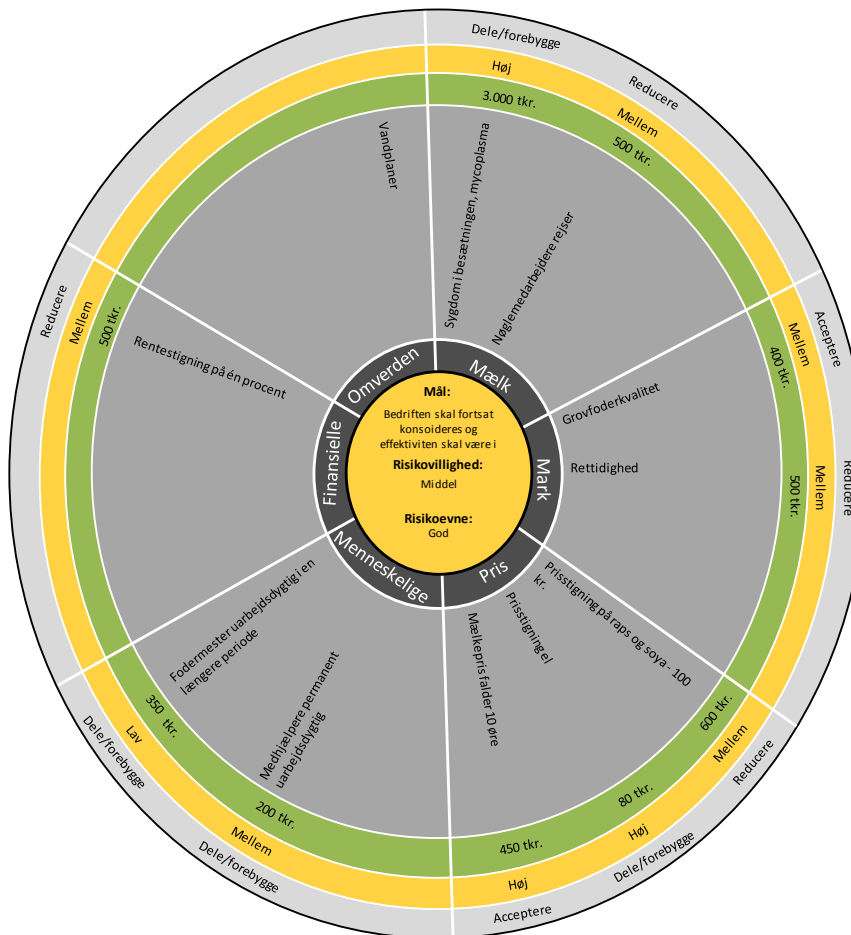 Dele/forebygge
Reducere
Høj
Mellem
3.000 tkr.
500 tkr.
Vandplaner
Sygdom i besætningen, mycoplasma
Nøglemedarbejdere rejser
Acceptere
Mellem
400 tkr.
Grovfoderkvalitet
Reducere
Mellem
500 tkr.
Rettidighed
Reducere
Mellem
600 tkr.
Prisstigning på raps og soya - 100
kr.
Dele/forebygge
Høj
80 tkr.
Prisstigning el
Acceptere
Høj
450 tkr.
Mælkepris falder 10 øre
Dele/forebygge
Mellem
200 tkr.
Medhjælpere permanent
uarbejdsdygtig
Dele/forebygge
Lav
350 tkr.
Fodermester uarbejdsdygtig i en
længere periode
Reducere
Mellem
500 tkr.
Rentestigning på én procent
Omverden
Mælk
Mark
Pris
Menneskelige
Finansielle
Mål:
Bedriften skal fortsat
konsoideres og
effektiviten skal være i
Risikovillighed:
Middel
Risikoevne:
God